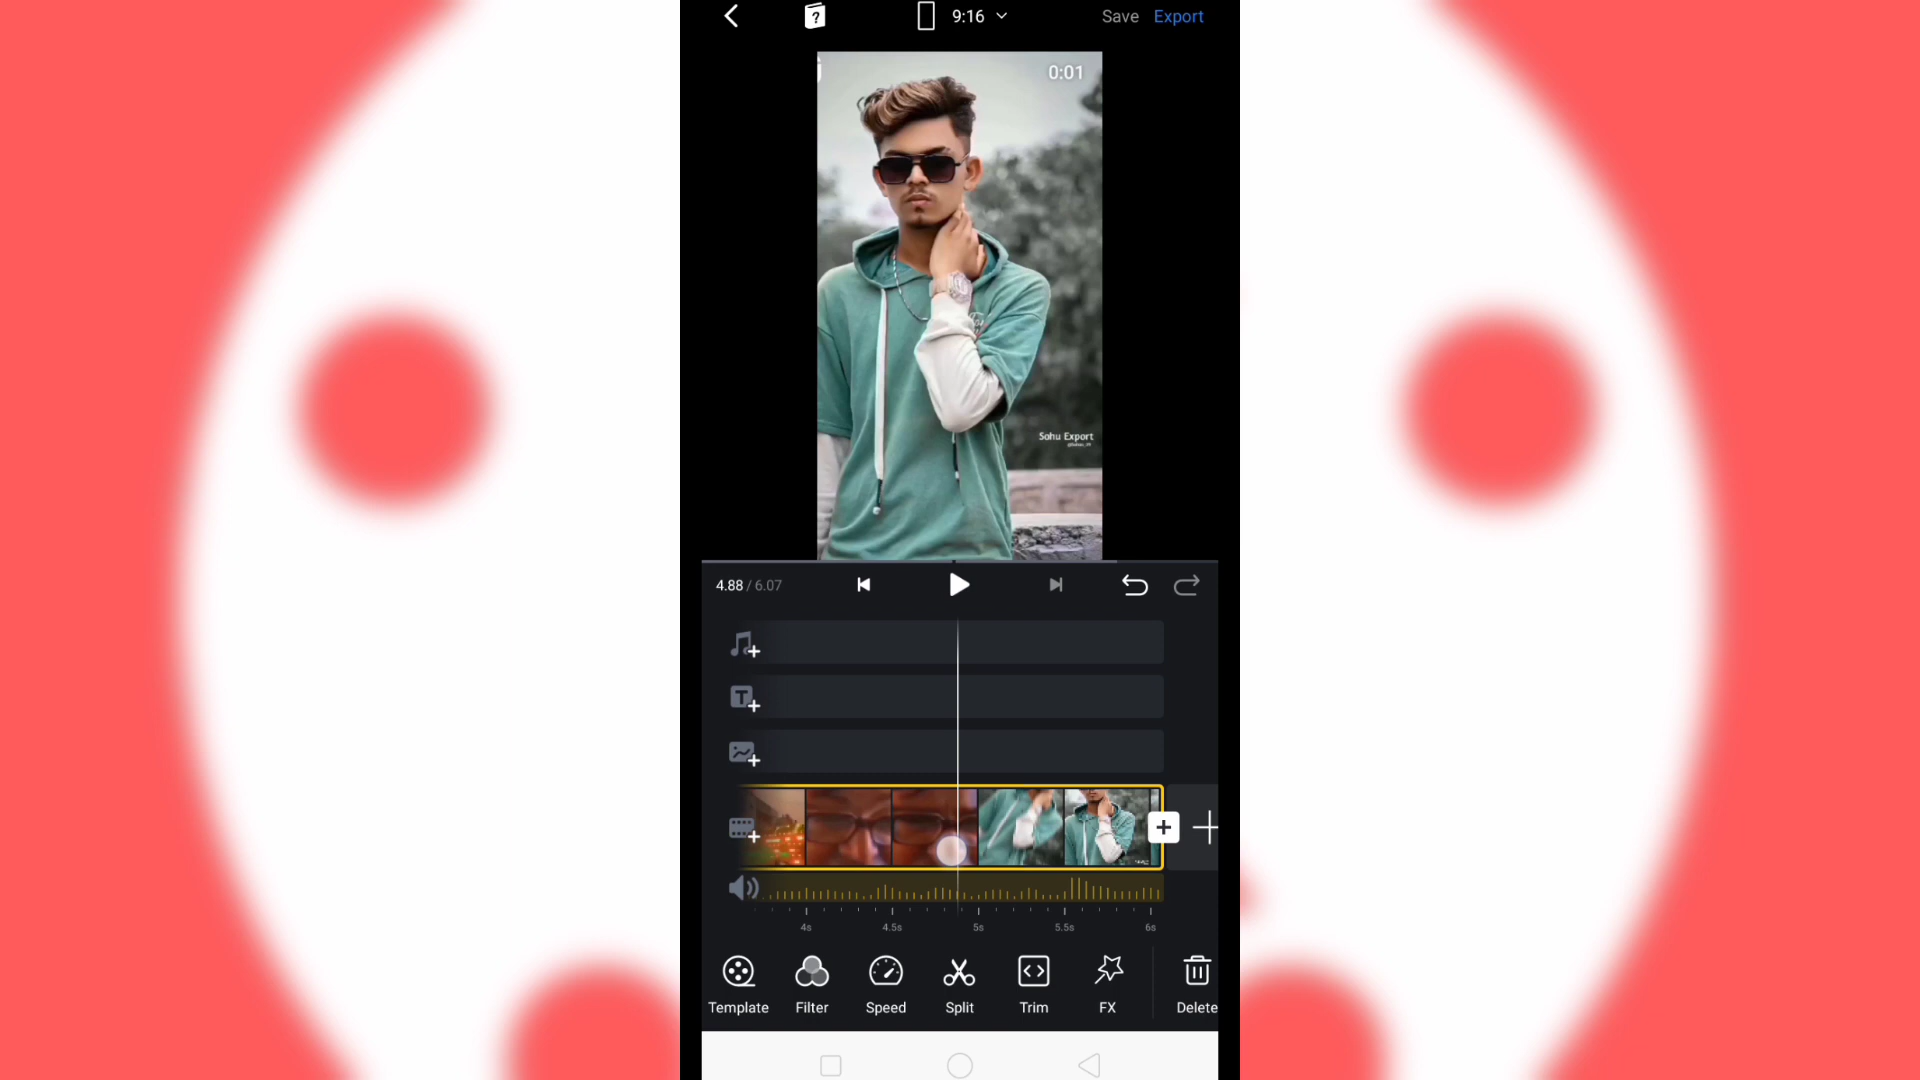 9:16
Save
Export
0:01
Sohu Export
4.88 / 6.07
4s
4.5s
5s
5.5s
6s
Template
Filter
Speed
Split
Trim
FX
Delete